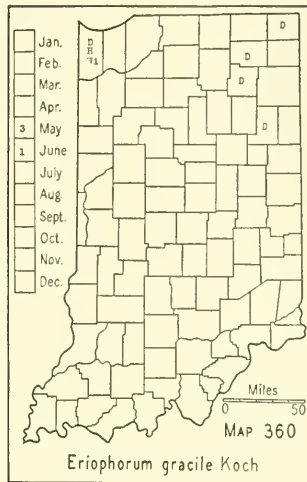 Jan.
Feb.
Mar.
Apr.
3 May
1 June
July
Aug.
Sept.
Oct.
Nov.
Dec.
D
H
W1
D
D
D
D
Miles
0 50
MAP 360
Eriophorum gracile Koch